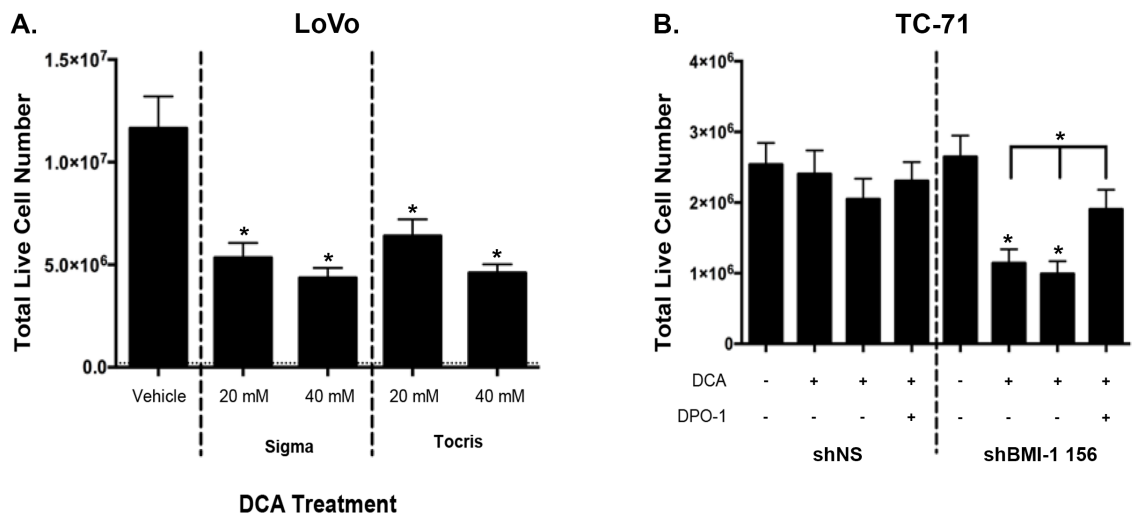 A.
LoVo
Total Live Cell Number
1.5×10⁷
1.0×10⁷
5.0×10⁶
0.0
*
*
*
*
Vehicle 20 mM 40 mM 20 mM 40 mM
Sigma Tocris
DCA Treatment
B.
TC-71
Total Live Cell Number
4×10⁶
3×10⁶
2×10⁶
1×10⁶
0
*
* *
DCA - + + + - + + +
DPO-1 - - - + - - - +
shNS shBMI-1 156